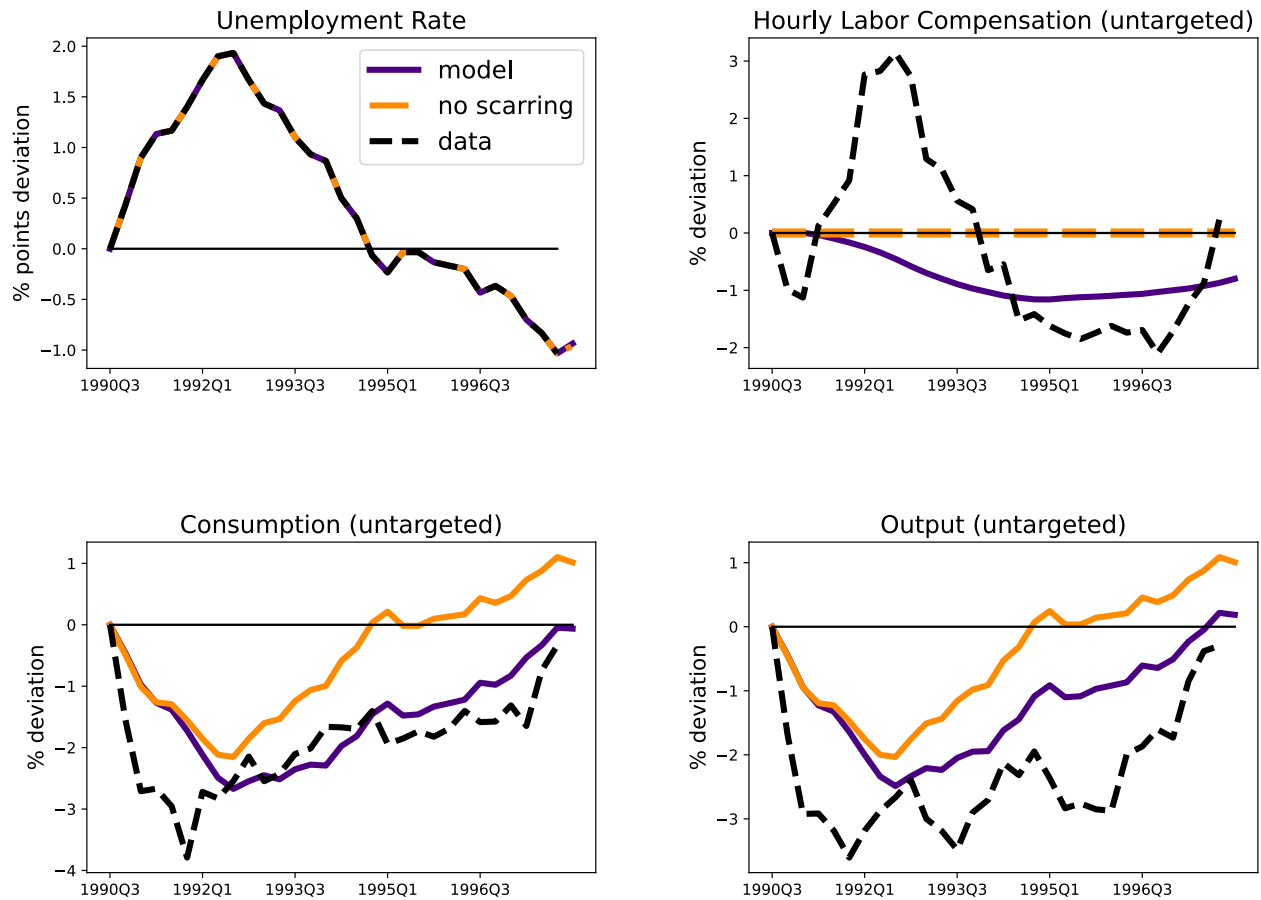 Unemployment Rate
% points deviation
2.0
1.5
1.0
0.5
0.0
−0.5
−1.0
1990Q3 1992Q1 1993Q3 1995Q1 1996Q3
model
no scarring
data
Hourly Labor Compensation (untargeted)
% deviation
3
2
1
0
−1
−2
1990Q3 1992Q1 1993Q3 1995Q1 1996Q3
Consumption (untargeted)
% deviation
1
0
−1
−2
−3
−4
1990Q3 1992Q1 1993Q3 1995Q1 1996Q3
Output (untargeted)
% deviation
1
0
−1
−2
−3
1990Q3 1992Q1 1993Q3 1995Q1 1996Q3